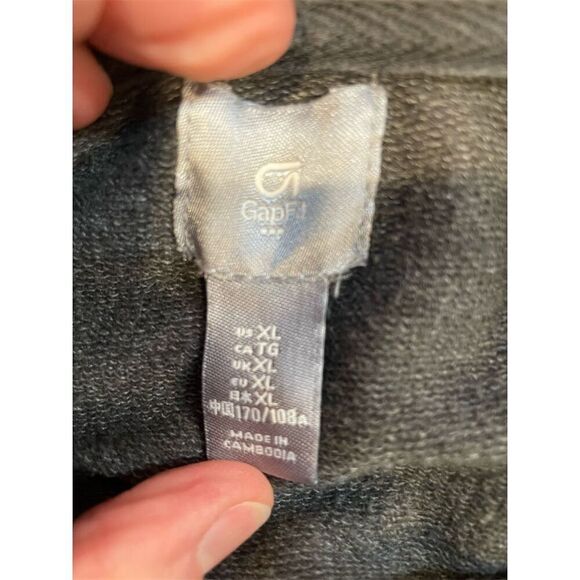 GapFit
US XL
CA TG
UK XL
EU XL
日本 XL
中国 170/108A
MADE IN
CAMBODIA